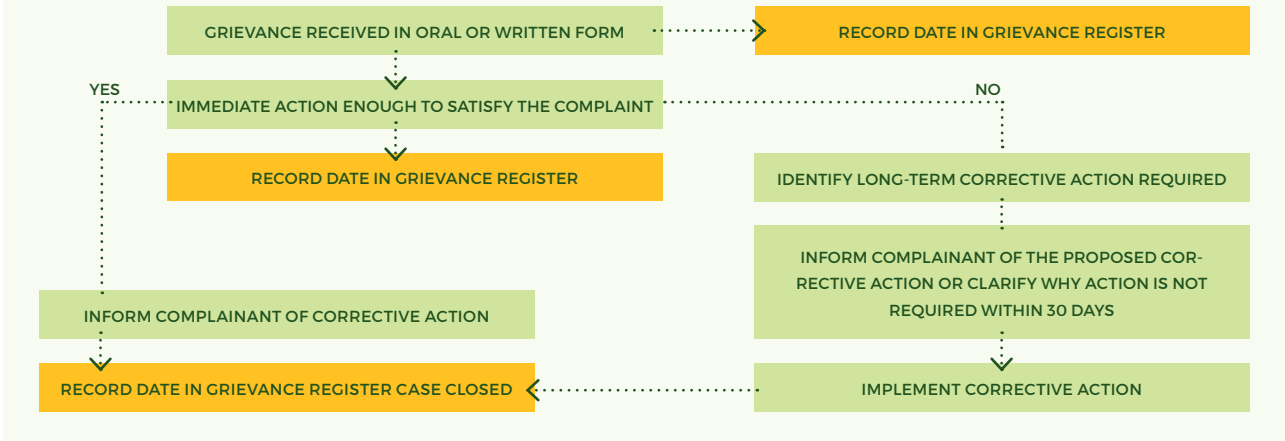 GRIEVANCE RECEIVED IN ORAL OR WRITTEN FORM
RECORD DATE IN GRIEVANCE REGISTER
YES
IMMEDIATE ACTION ENOUGH TO SATISFY THE COMPLAINT
NO
RECORD DATE IN GRIEVANCE REGISTER
IDENTIFY LONG-TERM CORRECTIVE ACTION REQUIRED
INFORM COMPLAINANT OF THE PROPOSED COR-
RECTIVE ACTION OR CLARIFY WHY ACTION IS NOT
REQUIRED WITHIN 30 DAYS
INFORM COMPLAINANT OF CORRECTIVE ACTION
RECORD DATE IN GRIEVANCE REGISTER CASE CLOSED
IMPLEMENT CORRECTIVE ACTION